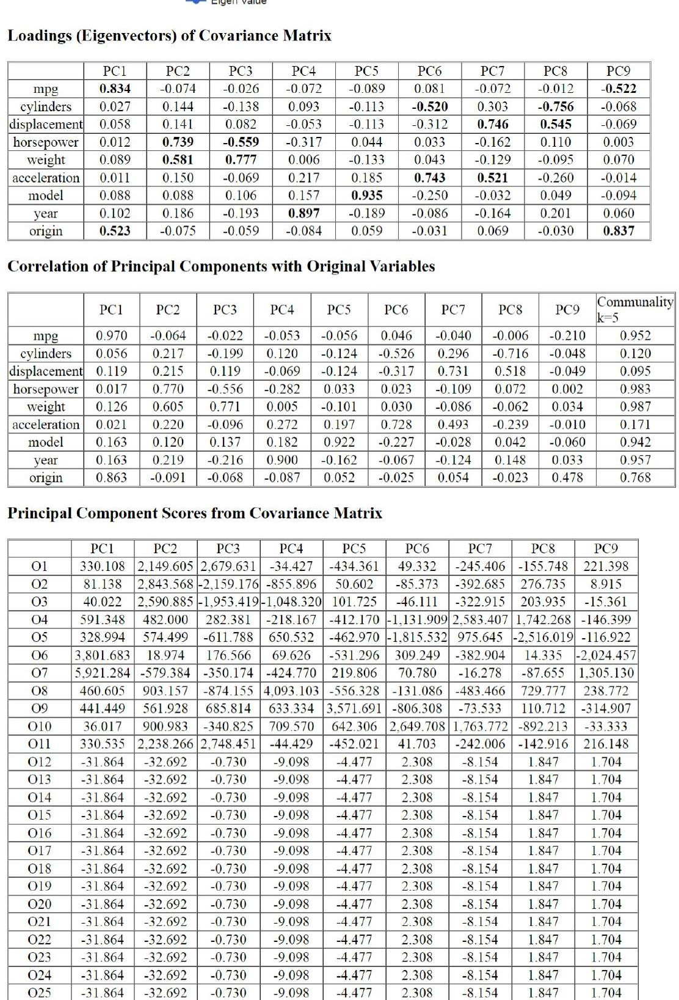 Eigen Value
Loadings (Eigenvectors) of Covariance Matrix
PC1 PC2 PC3 PC4 PC5 PC6 PC7 PC8 PC9
mpg 0.834 -0.074 -0.026 -0.072 -0.089 0.081 -0.072 -0.012 -0.522
cylinders 0.027 0.144 -0.138 0.093 -0.113 -0.520 0.303 -0.756 -0.068
displacement 0.058 0.141 0.082 -0.053 -0.113 -0.312 0.746 0.545 -0.069
horsepower 0.012 0.739 -0.559 -0.317 0.044 0.033 -0.162 0.110 0.003
weight 0.089 0.581 0.777 0.006 -0.133 0.043 -0.129 -0.095 0.070
acceleration 0.011 0.150 -0.069 0.217 0.185 0.743 0.521 -0.260 -0.014
model 0.088 0.088 0.106 0.157 0.935 -0.250 -0.032 0.049 -0.094
year 0.102 0.186 -0.193 0.897 -0.189 -0.086 -0.164 0.201 0.060
origin 0.523 -0.075 -0.059 -0.084 0.059 -0.031 0.069 -0.030 0.837
Correlation of Principal Components with Original Variables
PC1 PC2 PC3 PC4 PC5 PC6 PC7 PC8 PC9 Communality
k=5
mpg 0.970 -0.064 -0.022 -0.053 -0.056 0.046 -0.040 -0.006 -0.210 0.952
cylinders 0.056 0.217 -0.199 0.120 -0.124 -0.526 0.296 -0.716 -0.048 0.120
displacement 0.119 0.215 0.119 -0.069 -0.124 -0.317 0.731 0.518 -0.049 0.095
horsepower 0.017 0.770 -0.556 -0.282 0.033 0.023 -0.109 0.072 0.002 0.983
weight 0.126 0.605 0.771 0.005 -0.101 0.030 -0.086 -0.062 0.034 0.987
acceleration 0.021 0.220 -0.096 0.272 0.197 0.728 0.493 -0.239 -0.010 0.171
model 0.163 0.120 0.137 0.182 0.922 -0.227 -0.028 0.042 -0.060 0.942
year 0.163 0.219 -0.216 0.900 -0.162 -0.067 -0.124 0.148 0.033 0.957
origin 0.863 -0.091 -0.068 -0.087 0.052 -0.025 0.054 -0.023 0.478 0.768
Principal Component Scores from Covariance Matrix
PC1 PC2 PC3 PC4 PC5 PC6 PC7 PC8 PC9
O1 330.108 2,149.605 2,679.631 -34.427 -434.361 49.332 -245.406 -155.748 221.398
O2 81.138 2,843.568 -2,159.176 -855.896 50.602 -85.373 -392.685 276.735 8.915
O3 40.022 2,590.885 -1,953.419 -1,048.320 101.725 -46.111 -322.915 203.935 -15.361
O4 591.348 482.000 282.381 -218.167 -412.170 -1,131.909 2,583.407 1,742.268 -146.399
O5 328.994 574.499 -611.788 650.532 -462.970 -1,815.532 975.645 -2,516.019 -116.922
O6 3,801.683 18.974 176.566 69.626 -531.296 309.249 -382.904 14.335 -2,024.457
O7 5,921.284 -579.384 -350.174 -424.770 219.806 70.780 -16.278 -87.655 1,305.130
O8 460.605 903.157 -874.155 4,093.103 -556.328 -131.086 -483.466 729.777 238.772
O9 441.449 561.928 685.814 633.334 3,571.691 -806.308 -73.533 110.712 -314.907
O10 36.017 900.983 -340.825 709.570 642.306 2,649.708 1,763.772 -892.213 -33.333
O11 330.535 2,238.266 2,748.451 -44.429 -452.021 41.703 -242.006 -142.916 216.148
O12 -31.864 -32.692 -0.730 -9.098 -4.477 2.308 -8.154 1.847 1.704
O13 -31.864 -32.692 -0.730 -9.098 -4.477 2.308 -8.154 1.847 1.704
O14 -31.864 -32.692 -0.730 -9.098 -4.477 2.308 -8.154 1.847 1.704
O15 -31.864 -32.692 -0.730 -9.098 -4.477 2.308 -8.154 1.847 1.704
O16 -31.864 -32.692 -0.730 -9.098 -4.477 2.308 -8.154 1.847 1.704
O17 -31.864 -32.692 -0.730 -9.098 -4.477 2.308 -8.154 1.847 1.704
O18 -31.864 -32.692 -0.730 -9.098 -4.477 2.308 -8.154 1.847 1.704
O19 -31.864 -32.692 -0.730 -9.098 -4.477 2.308 -8.154 1.847 1.704
O20 -31.864 -32.692 -0.730 -9.098 -4.477 2.308 -8.154 1.847 1.704
O21 -31.864 -32.692 -0.730 -9.098 -4.477 2.308 -8.154 1.847 1.704
O22 -31.864 -32.692 -0.730 -9.098 -4.477 2.308 -8.154 1.847 1.704
O23 -31.864 -32.692 -0.730 -9.098 -4.477 2.308 -8.154 1.847 1.704
O24 -31.864 -32.692 -0.730 -9.098 -4.477 2.308 -8.154 1.847 1.704
O25 -31.864 -32.692 -0.730 -9.098 -4.477 2.308 -8.154 1.847 1.704